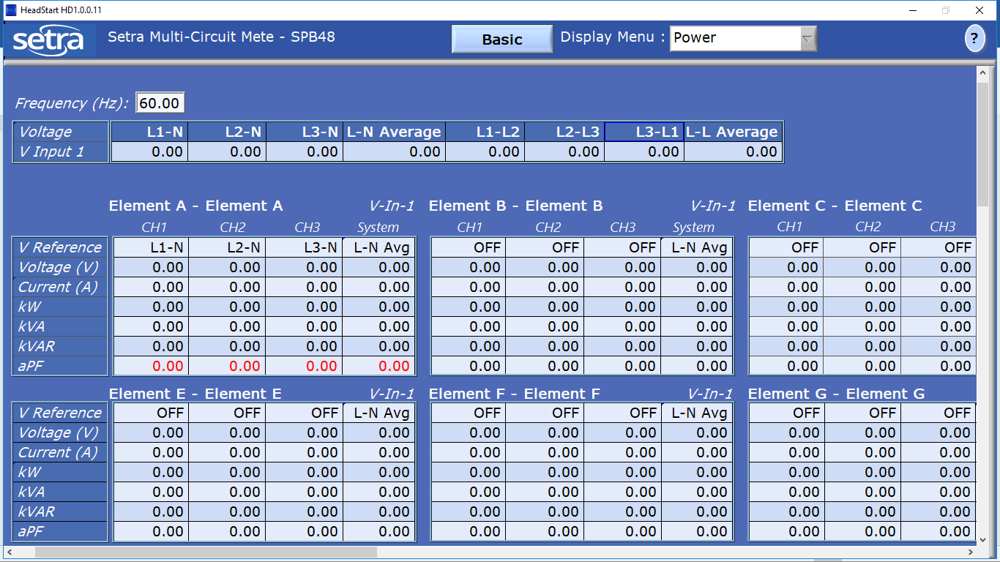 HeadStart HD1.0.0.11
setra Setra Multi-Circuit Mete - SPB48 Basic Display Menu : Power ?
Frequency (Hz): 60.00
Voltage L1-N L2-N L3-N L-N Average L1-L2 L2-L3 L3-L1 L-L Average
V Input 1 0.00 0.00 0.00 0.00 0.00 0.00 0.00 0.00
Element A - Element A V-In-1 Element B - Element B V-In-1 Element C - Element C
CH1 CH2 CH3 System CH1 CH2 CH3 System CH1 CH2 CH3
V Reference L1-N L2-N L3-N L-N Avg OFF OFF OFF L-N Avg OFF OFF OFF
Voltage (V) 0.00 0.00 0.00 0.00 0.00 0.00 0.00 0.00 0.00 0.00 0.00
Current (A) 0.00 0.00 0.00 0.00 0.00 0.00 0.00 0.00 0.00 0.00 0.00
kW 0.00 0.00 0.00 0.00 0.00 0.00 0.00 0.00 0.00 0.00 0.00
kVA 0.00 0.00 0.00 0.00 0.00 0.00 0.00 0.00 0.00 0.00 0.00
kVAR 0.00 0.00 0.00 0.00 0.00 0.00 0.00 0.00 0.00 0.00 0.00
aPF 0.00 0.00 0.00 0.00 0.00 0.00 0.00 0.00 0.00 0.00 0.00
Element E - Element E V-In-1 Element F - Element F V-In-1 Element G - Element G
V Reference OFF OFF OFF L-N Avg OFF OFF OFF L-N Avg OFF OFF OFF
Voltage (V) 0.00 0.00 0.00 0.00 0.00 0.00 0.00 0.00 0.00 0.00 0.00
Current (A) 0.00 0.00 0.00 0.00 0.00 0.00 0.00 0.00 0.00 0.00 0.00
kW 0.00 0.00 0.00 0.00 0.00 0.00 0.00 0.00 0.00 0.00 0.00
kVA 0.00 0.00 0.00 0.00 0.00 0.00 0.00 0.00 0.00 0.00 0.00
kVAR 0.00 0.00 0.00 0.00 0.00 0.00 0.00 0.00 0.00 0.00 0.00
aPF 0.00 0.00 0.00 0.00 0.00 0.00 0.00 0.00 0.00 0.00 0.00